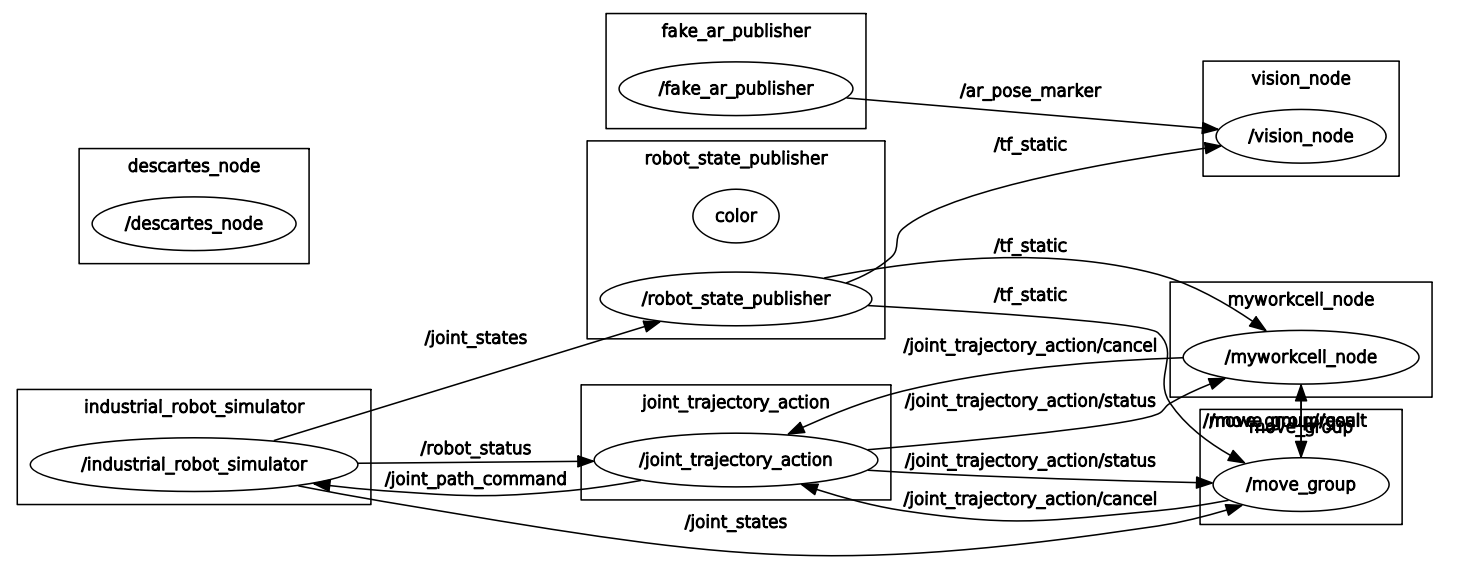 fake_ar_publisher
/fake_ar_publisher
/ar_pose_marker
vision_node
/vision_node
/tf_static
descartes_node
/descartes_node
robot_state_publisher
color
/robot_state_publisher
/tf_static
/tf_static
myworkcell_node
/myworkcell_node
/joint_states
/joint_trajectory_action/cancel
industrial_robot_simulator
/industrial_robot_simulator
joint_trajectory_action
/joint_trajectory_action
/joint_trajectory_action/status
move_group
/move_group
/robot_status
/joint_path_command
/joint_trajectory_action/status
/joint_trajectory_action/cancel
/joint_states